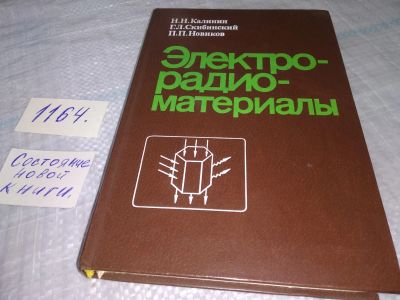 Н.Н.Калинин
Г.Л.Скибинский
П.П.Новиков
Электро-
радио-
материалы
1164.
Состояние
новой
книги.